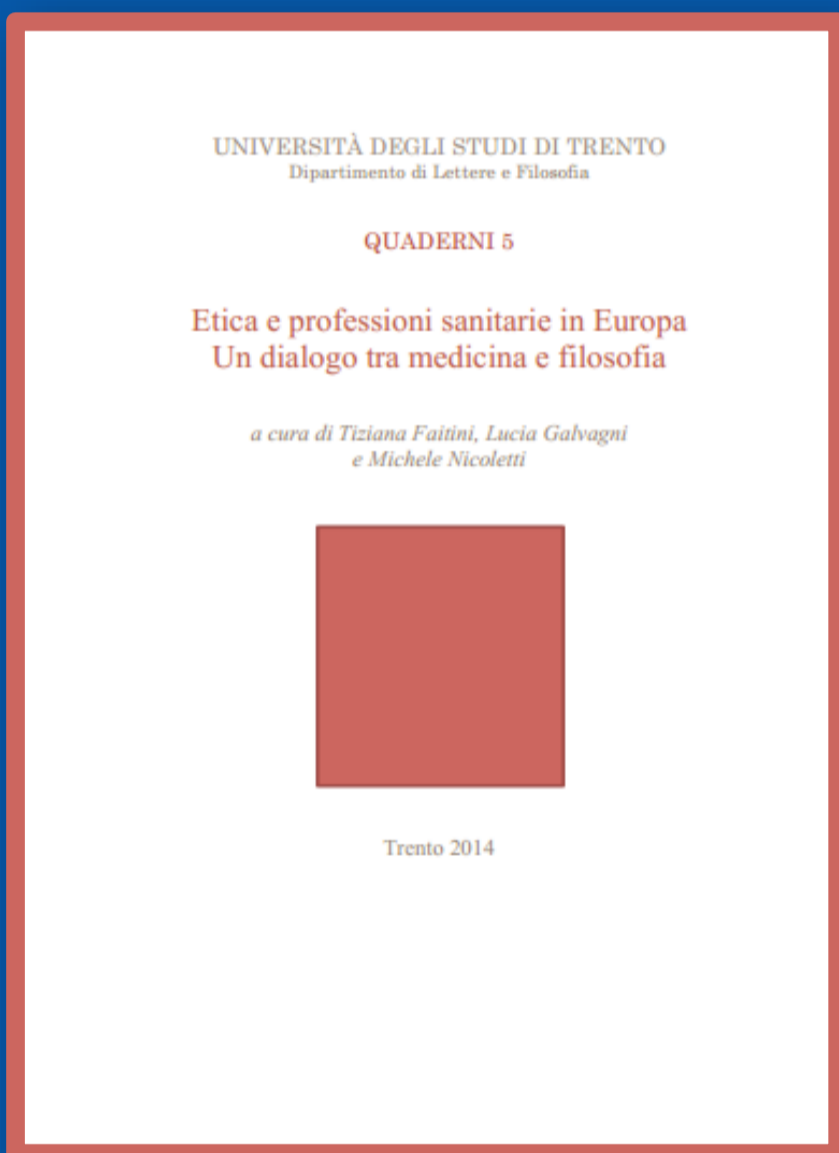 UNIVERSITÀ DEGLI STUDI DI TRENTO
Dipartimento di Lettere e Filosofia
QUADERNI 5
Etica e professioni sanitarie in Europa
Un dialogo tra medicina e filosofia
a cura di Tiziana Faitini, Lucia Galvagni
e Michele Nicoletti
Trento 2014